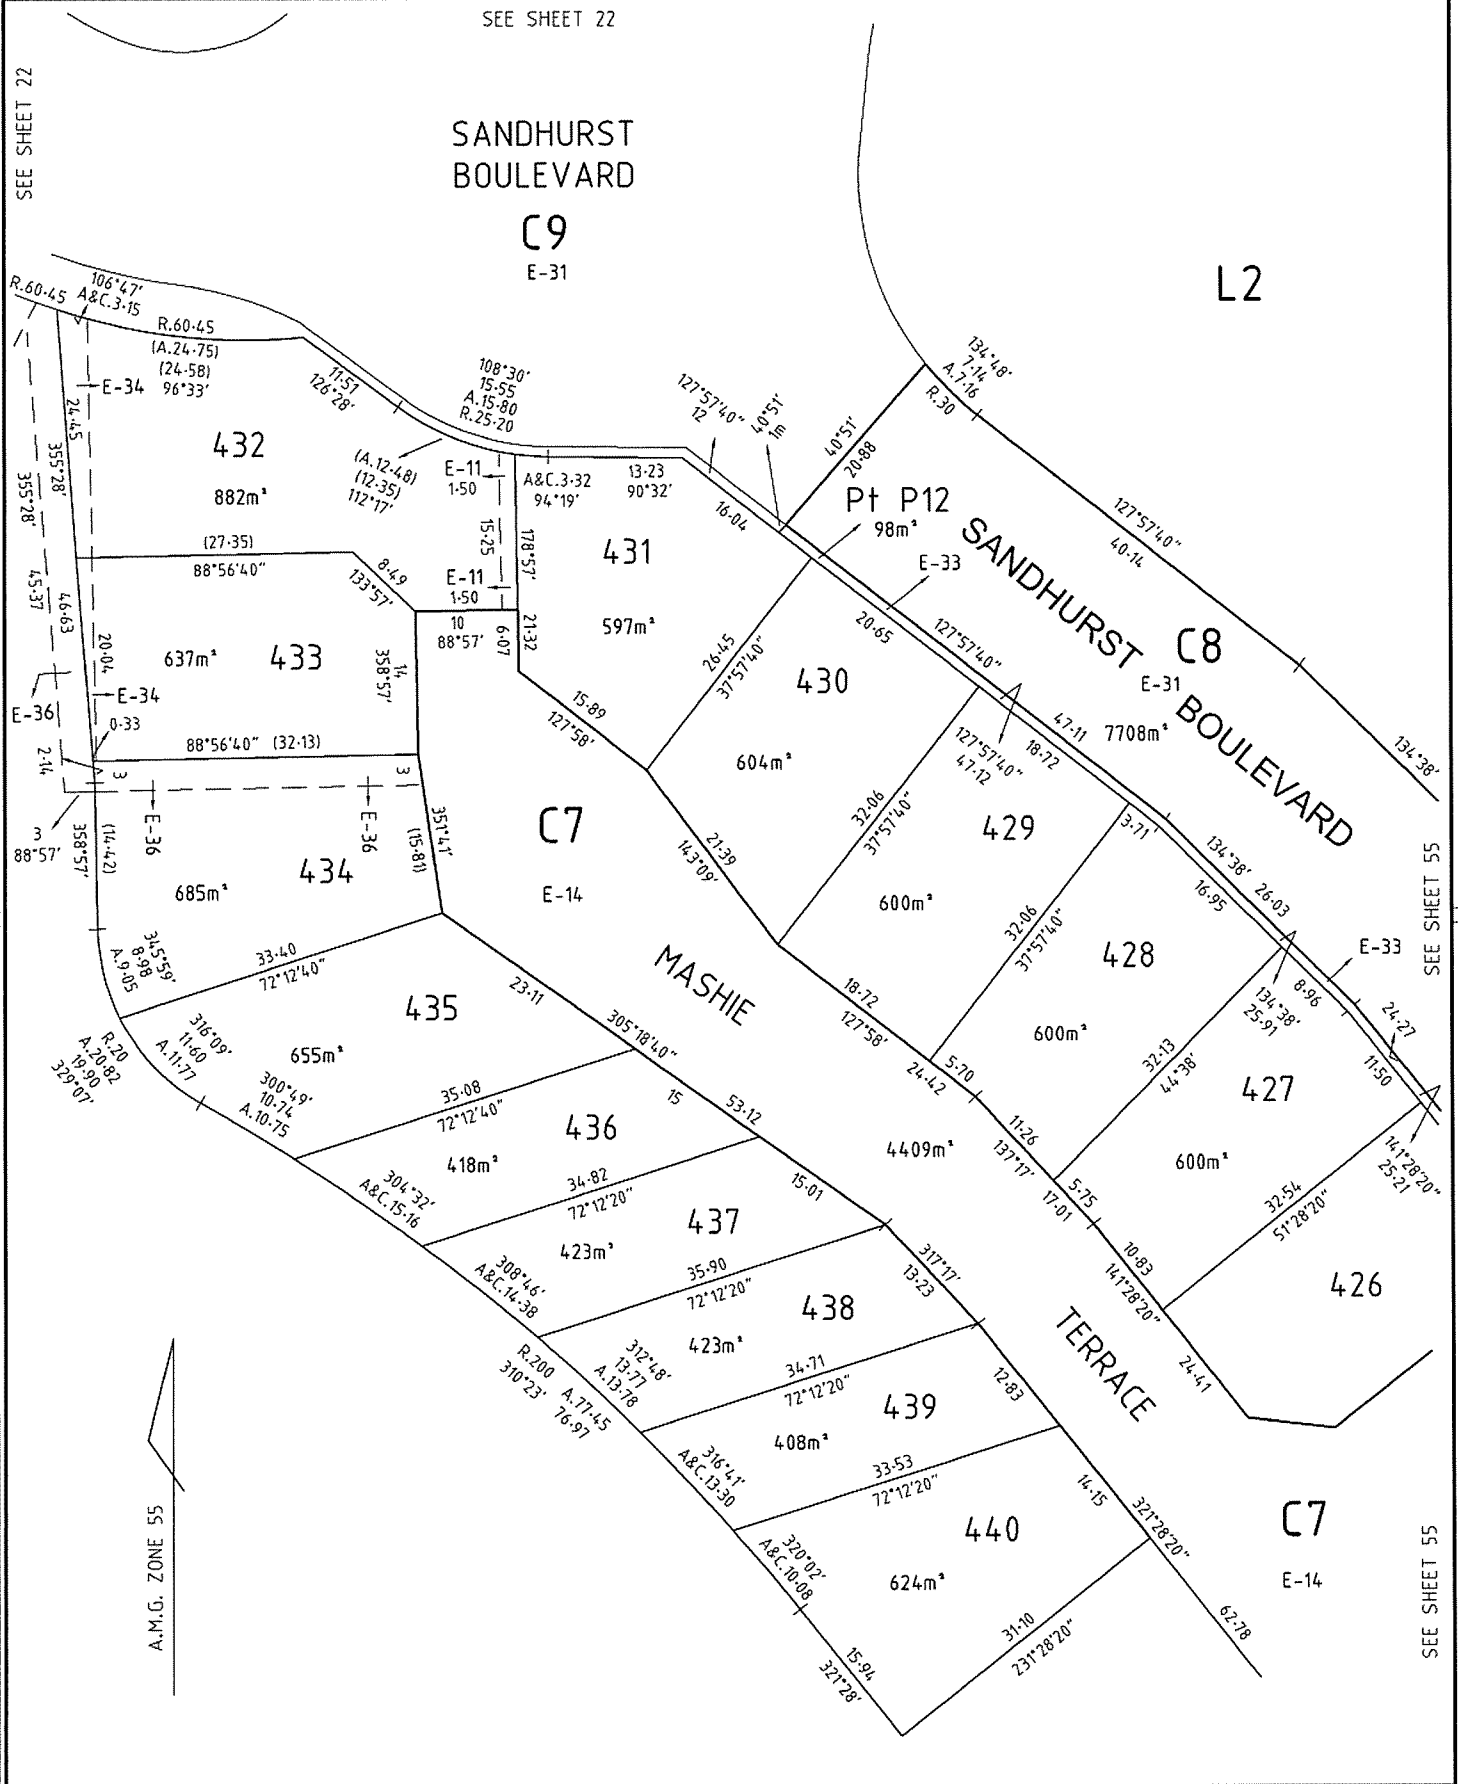 SEE SHEET 22
SEE SHEET 22
SANDHURST
BOULEVARD
C9
E-31
L2
R.60·45
106°47'
A&C.3·15
R.60·45
(A.24·75)
(24·58)
96°33'
E-34
24·45
355°28'
355°28'
45·37
46·63
11·51
126°28'
108°30'
15·55
A.15·80
R.25·20
(A.12·48)
(12·35)
112°17'
432
882m²
E-11
1·50
A&C.3·32
94°19'
13·23
90°32'
127°57'40"
12
40°51'
1m
40°51'
20·88
134°48'
7·14
A.7·16
R.30
16·04
Pt P12
98m²
E-33
127°57'40"
40·14
SANDHURST BOULEVARD
C8
E-31
7708m²
134°38'
(27·35)
88°56'40"
8·49
133°57'
15·25
178°57'
431
597m²
E-11
1·50
10
88°57'
6·07
21·32
20·04
637m²
433
14
358°57'
E-34
0·33
E-36
2·14
88°56'40" (32·13)
3
3
A
15·89
127°58'
26·45
37°57'40"
20·65
127°57'40"
430
604m²
127°57'40"
47·12
47·11
18·72
3
88°57'
358°57'
(14·42)
E-36
E-36
351°41'
(15·81)
434
685m²
C7
E-14
21·39
143°09'
32·06
37°57'40"
429
600m²
3·71
134°38'
26·03
16·95
SEE SHEET 55
345°59'
8·98
A.9·05
33·40
72°12'40"
23·11
435
655m²
MASHIE
18·72
127°58'
32·06
37°57'40"
428
600m²
134°38'
25·91
8·96
E-33
24·27
11·50
R.20
A.20·82
19·90
329°07'
316°09'
11·60
A.11·77
300°49'
10·74
A.10·75
305°18'40"
35·08
72°12'40"
15
53·12
436
418m²
5·70
24·42
32·13
44°38'
427
600m²
4409m²
11·26
137°17'
141°28'20"
25·21
304°32'
A&C.15·16
34·82
72°12'20"
15·01
437
423m²
5·75
17·01
32·54
51°28'20"
10·83
141°28'20"
426
308°46'
A&C.14·38
35·90
72°12'20"
317°17'
13·23
438
423m²
TERRACE
24·41
R.200
310°23'
A.77·45
76·97
312°48'
13·77
A.13·78
34·71
72°12'20"
12·83
439
408m²
316°41'
A&C.13·30
33·53
72°12'20"
14·15
321°28'20"
440
624m²
C7
E-14
320°02'
A&C.10·08
31·10
231°28'20"
62·78
15·94
321°28'
A.M.G. ZONE 55
SEE SHEET 55